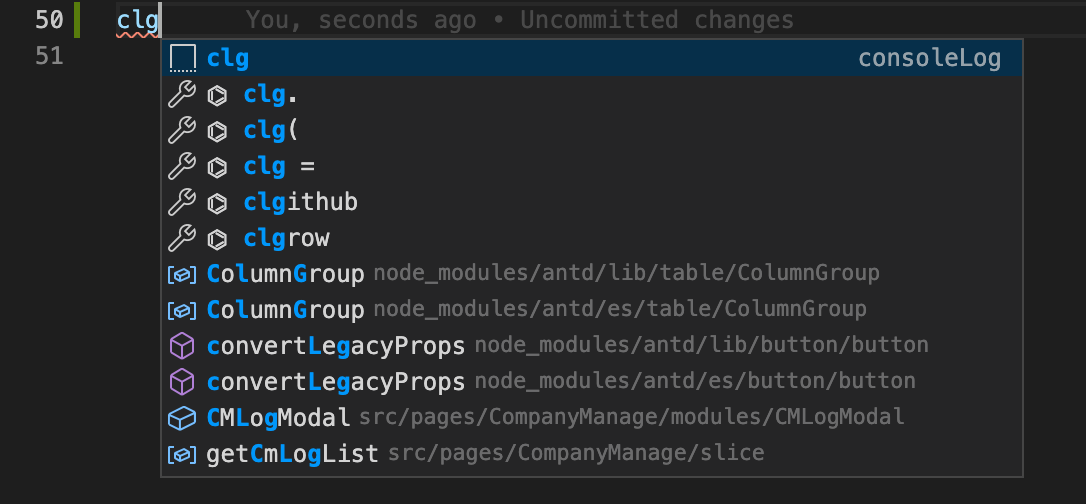 50 clg You, seconds ago • Uncommitted changes
51
clg consoleLog
clg.
clg(
clg =
clgithub
clgrow
ColumnGroup node_modules/antd/lib/table/ColumnGroup
ColumnGroup node_modules/antd/es/table/ColumnGroup
convertLegacyProps node_modules/antd/lib/button/button
convertLegacyProps node_modules/antd/es/button/button
CMLogModal src/pages/CompanyManage/modules/CMLogModal
getCmLogList src/pages/CompanyManage/slice